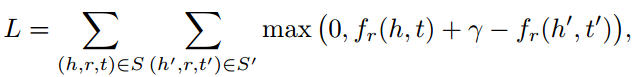 L = ∑ ∑ max (0, f_r(h, t) + γ − f_r(h′, t′)),
(h,r,t)∈S (h′,r,t′)∈S′